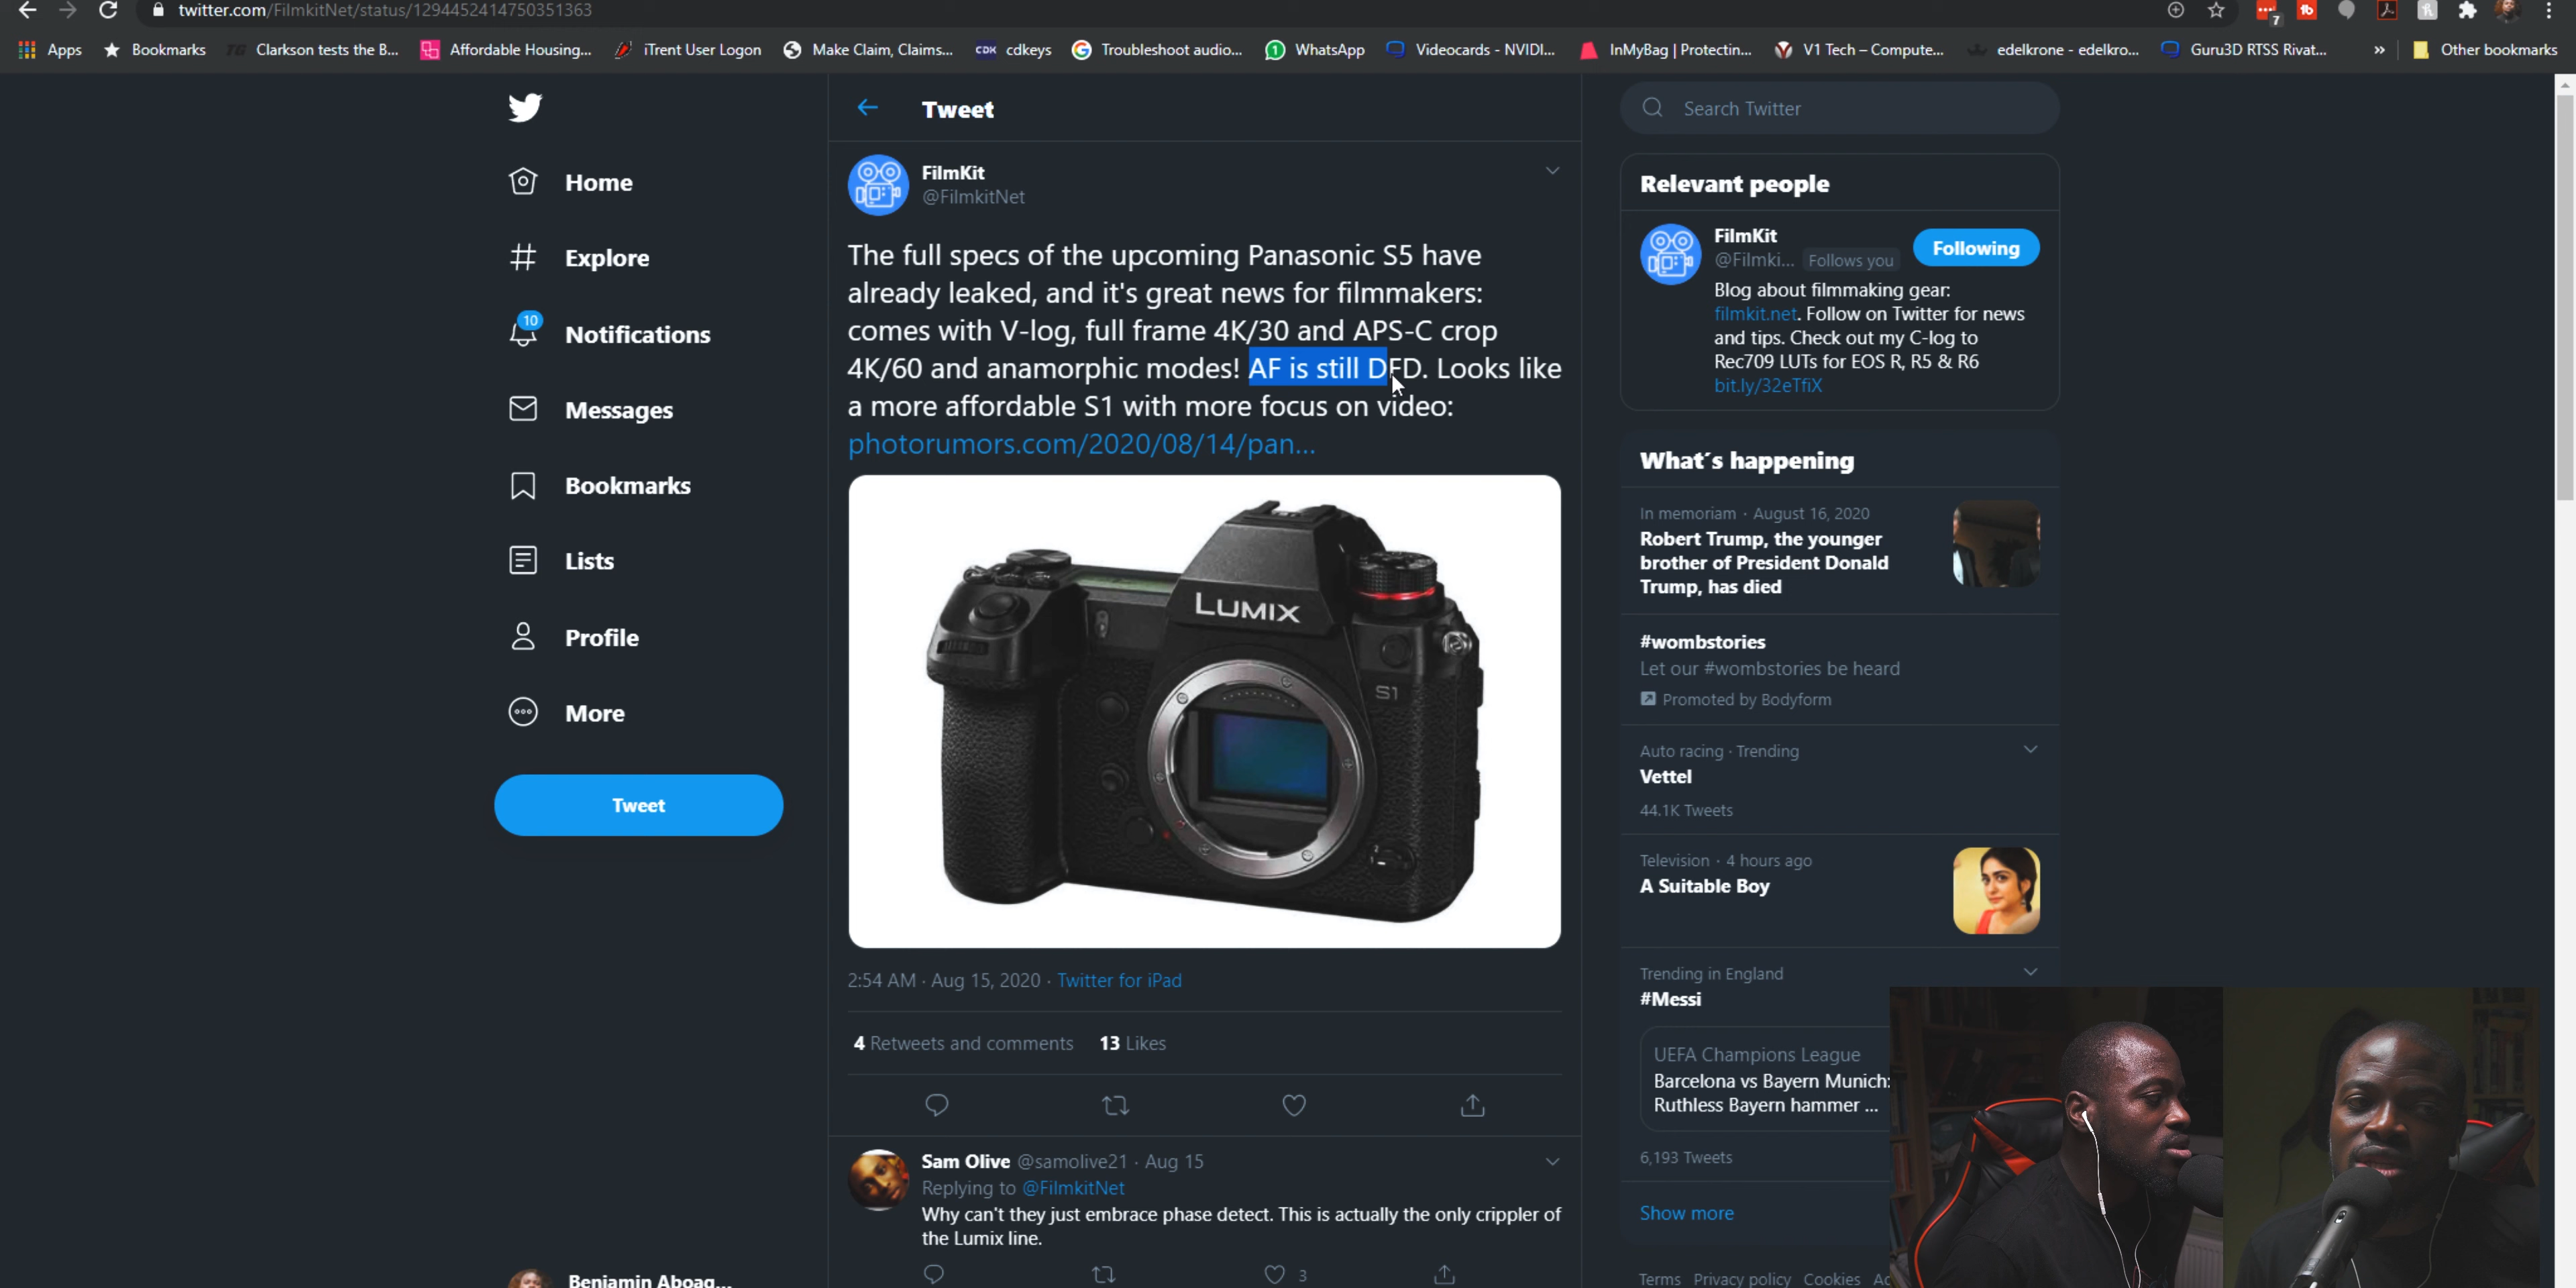 twitter.com/FilmkitNet/status/1294452414750351363
7
Apps
Bookmarks
Clarkson tests the B...
Affordable Housing...
iTrent User Logon
Make Claim, Claims...
CDK cdkeys
Troubleshoot audio...
WhatsApp
Videocards - NVIDI...
InMyBag | Protectin...
V1 Tech – Compute...
edelkrone - edelkro...
Guru3D RTSS Rivat...
»
Other bookmarks
Home
Explore
10
Notifications
Messages
Bookmarks
Lists
Profile
More
Tweet
Benjamin Aboag...
Tweet
FilmKit
@FilmkitNet
The full specs of the upcoming Panasonic S5 have
already leaked, and it's great news for filmmakers:
comes with V-log, full frame 4K/30 and APS-C crop
4K/60 and anamorphic modes! AF is still DFD. Looks like
a more affordable S1 with more focus on video:
photorumors.com/2020/08/14/pan...
LUMIX
S1
2:54 AM · Aug 15, 2020 · Twitter for iPad
4 Retweets and comments 13 Likes
Sam Olive @samolive21 · Aug 15
Replying to @FilmkitNet
Why can't they just embrace phase detect. This is actually the only crippler of
the Lumix line.
3
Search Twitter
Relevant people
FilmKit
@Filmki... Follows you
Following
Blog about filmmaking gear:
filmkit.net. Follow on Twitter for news
and tips. Check out my C-log to
Rec709 LUTs for EOS R, R5 & R6
bit.ly/32eTfiX
What's happening
In memoriam · August 16, 2020
Robert Trump, the younger
brother of President Donald
Trump, has died
#wombstories
Let our #wombstories be heard
Promoted by Bodyform
Auto racing · Trending
Vettel
44.1K Tweets
Television · 4 hours ago
A Suitable Boy
Trending in England
#Messi
UEFA Champions League
Barcelona vs Bayern Munich:
Ruthless Bayern hammer ...
6,193 Tweets
Show more
Terms Privacy policy Cookies